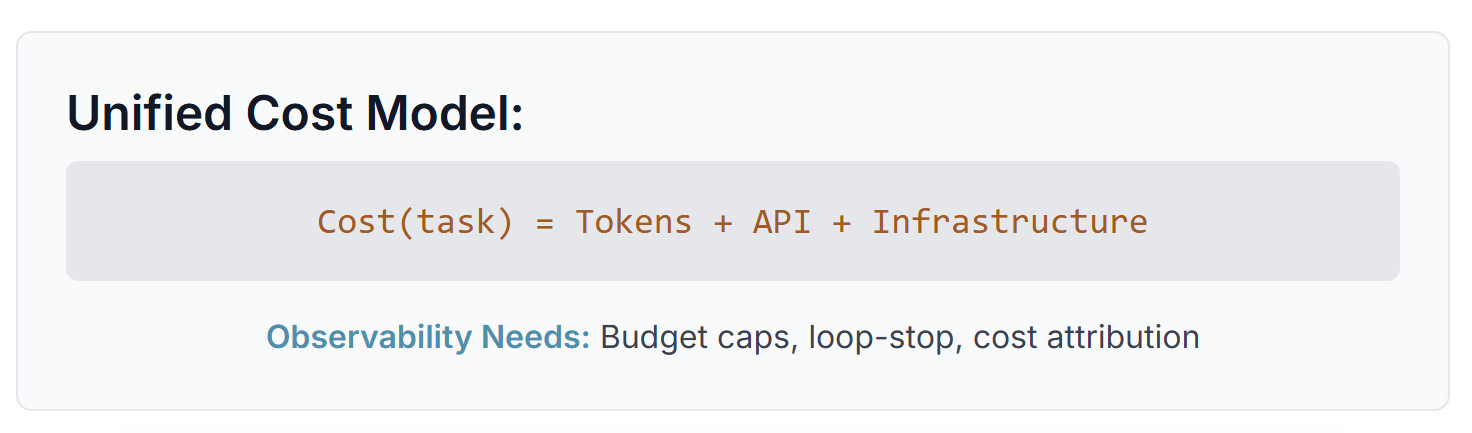 Unified Cost Model:
Cost(task) = Tokens + API + Infrastructure
Observability Needs: Budget caps, loop-stop, cost attribution